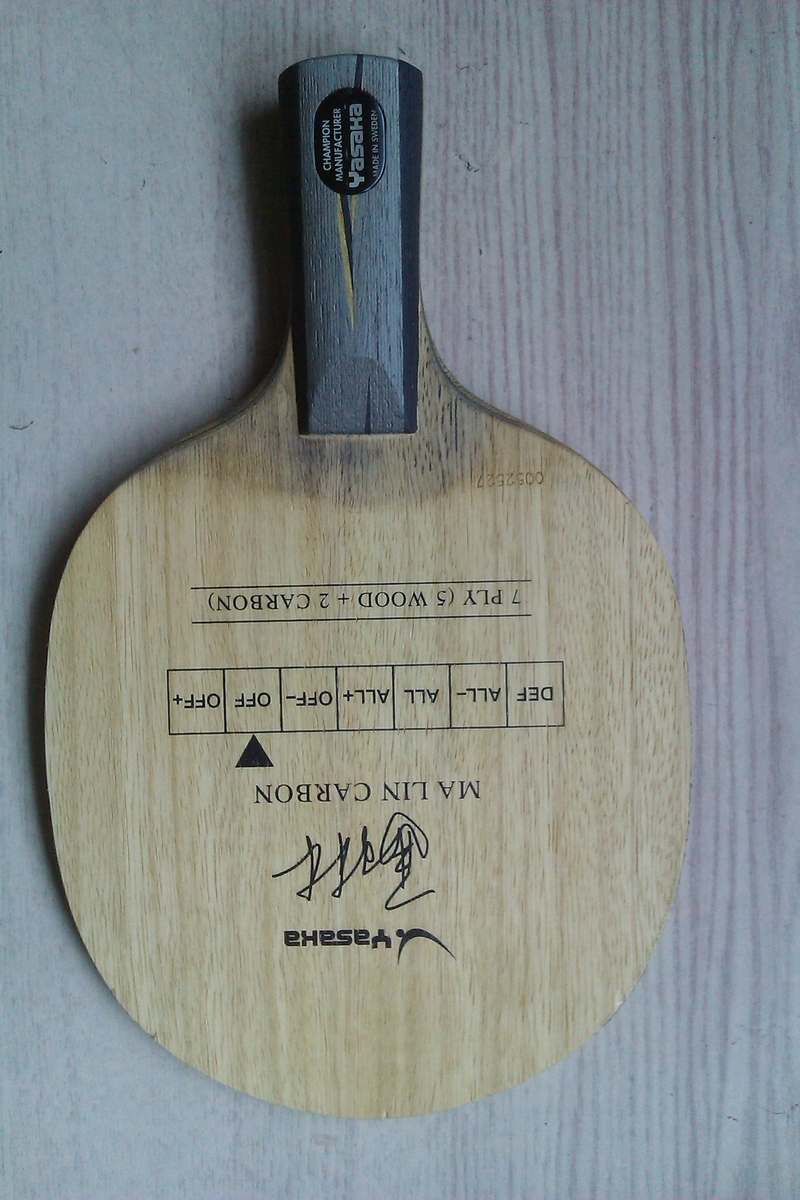 Yasaka
MA LIN CARBON
DEF ALL- ALL ALL+ OFF- OFF OFF+
7 PLY (5 WOOD + 2 CARBON)
0052527
CHAMPION
MANUFACTURER
Yasaka
MADE IN SWEDEN